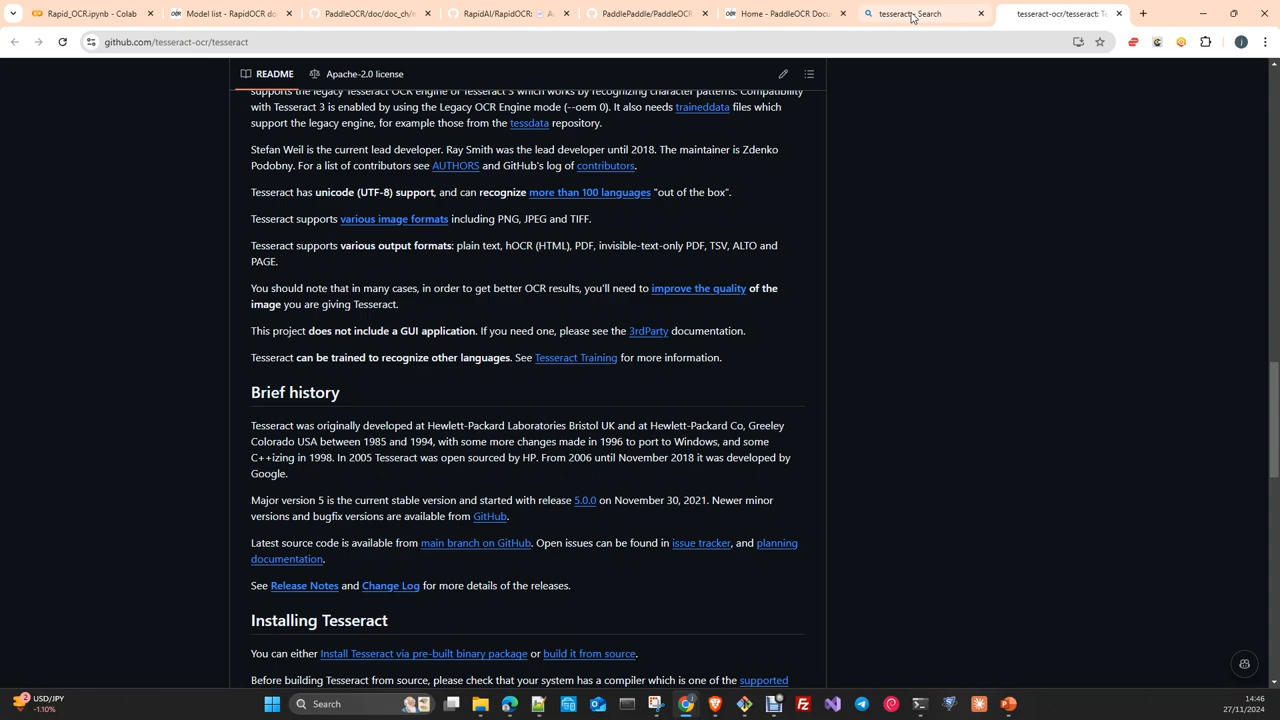 Rapid_OCR.ipynb - Colab
Model list - RapidOCR do
PaddleOCR/doc/doc_ch/m
RapidAI/RapidOCR:
PaddlePaddle/PaddleOCR
Home - PaddleOCR Docu
tesseract - Search
tesseract-ocr/tesseract: Te
github.com/tesseract-ocr/tesseract
README
Apache-2.0 license
supports the legacy Tesseract OCR engine of Tesseract 3 which works by recognizing character patterns. Compatibility
with Tesseract 3 is enabled by using the Legacy OCR Engine mode (--oem 0). It also needs traineddata files which
support the legacy engine, for example those from the tessdata repository.
Stefan Weil is the current lead developer. Ray Smith was the lead developer until 2018. The maintainer is Zdenko
Podobny. For a list of contributors see AUTHORS and GitHub's log of contributors.
Tesseract has unicode (UTF-8) support, and can recognize more than 100 languages "out of the box".
Tesseract supports various image formats including PNG, JPEG and TIFF.
Tesseract supports various output formats: plain text, hOCR (HTML), PDF, invisible-text-only PDF, TSV, ALTO and
PAGE.
You should note that in many cases, in order to get better OCR results, you'll need to improve the quality of the
image you are giving Tesseract.
This project does not include a GUI application. If you need one, please see the 3rdParty documentation.
Tesseract can be trained to recognize other languages. See Tesseract Training for more information.
Brief history
Tesseract was originally developed at Hewlett-Packard Laboratories Bristol UK and at Hewlett-Packard Co, Greeley
Colorado USA between 1985 and 1994, with some more changes made in 1996 to port to Windows, and some
C++izing in 1998. In 2005 Tesseract was open sourced by HP. From 2006 until November 2018 it was developed by
Google.
Major version 5 is the current stable version and started with release 5.0.0 on November 30, 2021. Newer minor
versions and bugfix versions are available from GitHub.
Latest source code is available from main branch on GitHub. Open issues can be found in issue tracker, and planning
documentation.
See Release Notes and Change Log for more details of the releases.
Installing Tesseract
You can either Install Tesseract via pre-built binary package or build it from source.
Before building Tesseract from source, please check that your system has a compiler which is one of the supported
USD/JPY
-1.10%
Search
14:46
27/11/2024